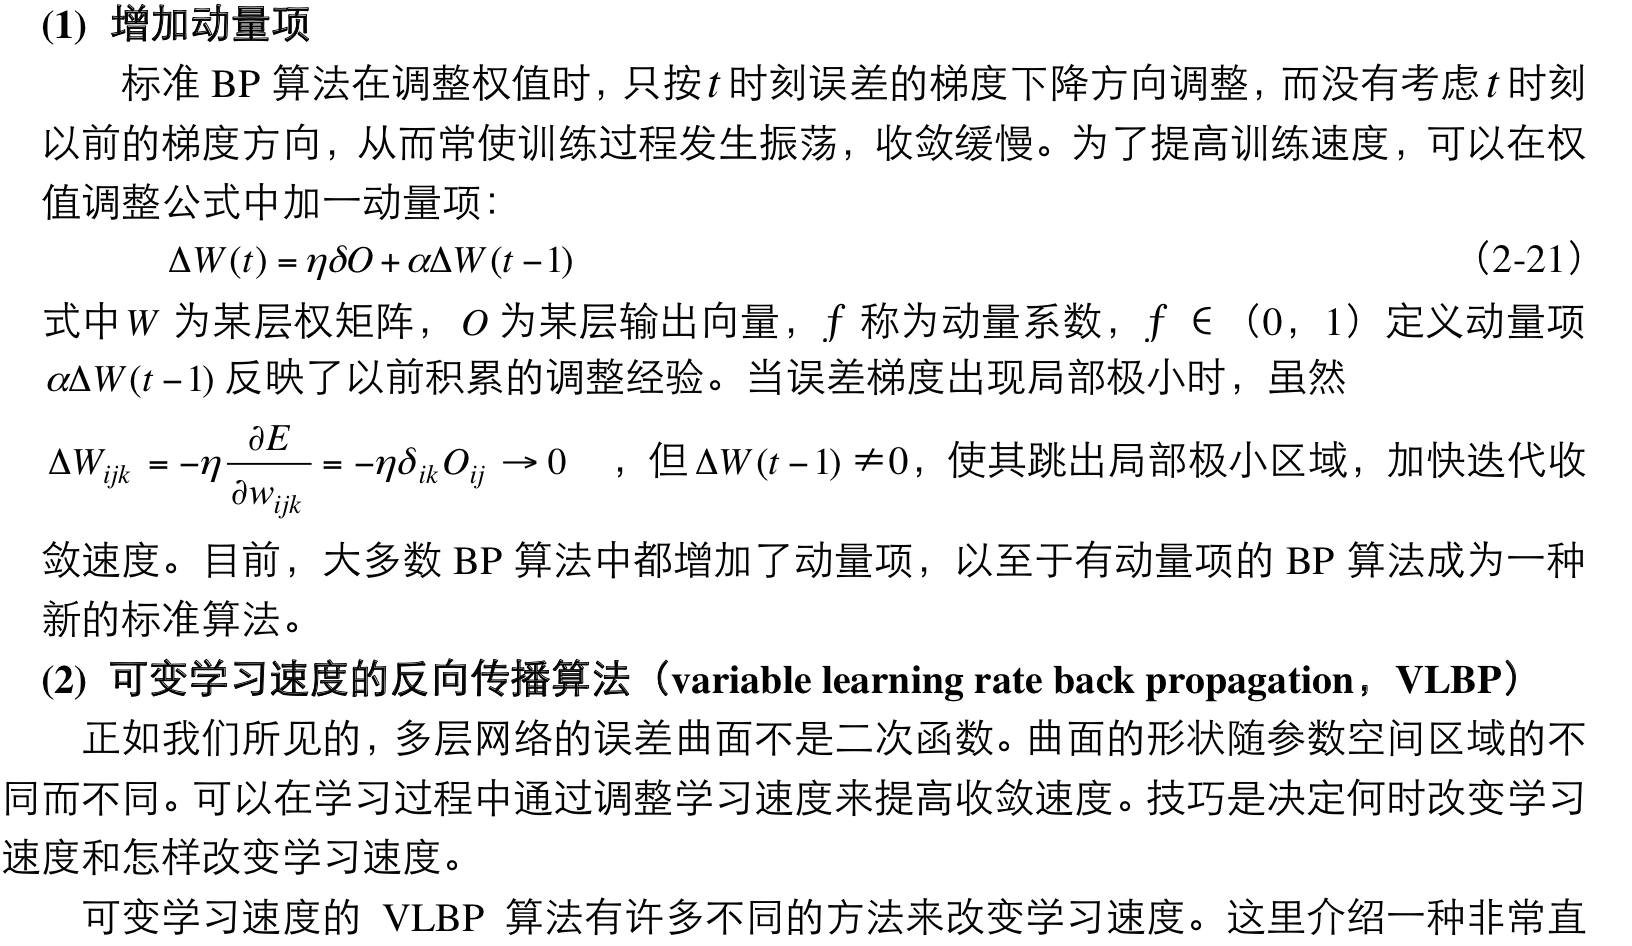 (1) 增加动量项
标准 BP 算法在调整权值时，只按 t 时刻误差的梯度下降方向调整，而没有考虑 t 时刻
以前的梯度方向，从而常使训练过程发生振荡，收敛缓慢。为了提高训练速度，可以在权
值调整公式中加一动量项：
ΔW(t) = ηδO + αΔW(t − 1) （2-21）
式中 W 为某层权矩阵， O 为某层输出向量，ƒ 称为动量系数，ƒ ∈（0，1）定义动量项
αΔW(t − 1) 反映了以前积累的调整经验。当误差梯度出现局部极小时，虽然
ΔW_{ijk} = −η ∂E/∂w_{ijk} = −ηδ_{ik}O_{ij} → 0 ，但 ΔW(t − 1) ≠0，使其跳出局部极小区域，加快迭代收
敛速度。目前，大多数 BP 算法中都增加了动量项，以至于有动量项的 BP 算法成为一种
新的标准算法。
(2) 可变学习速度的反向传播算法（variable learning rate back propagation，VLBP）
正如我们所见的，多层网络的误差曲面不是二次函数。曲面的形状随参数空间区域的不
同而不同。可以在学习过程中通过调整学习速度来提高收敛速度。技巧是决定何时改变学习
速度和怎样改变学习速度。
可变学习速度的 VLBP 算法有许多不同的方法来改变学习速度。这里介绍一种非常直